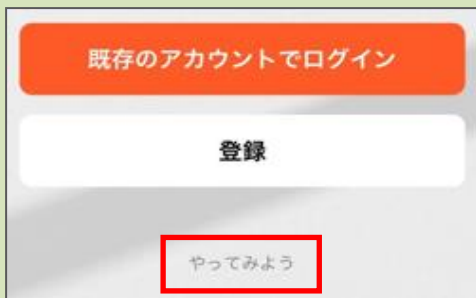 既存のアカウントでログイン
登録
やってみよう